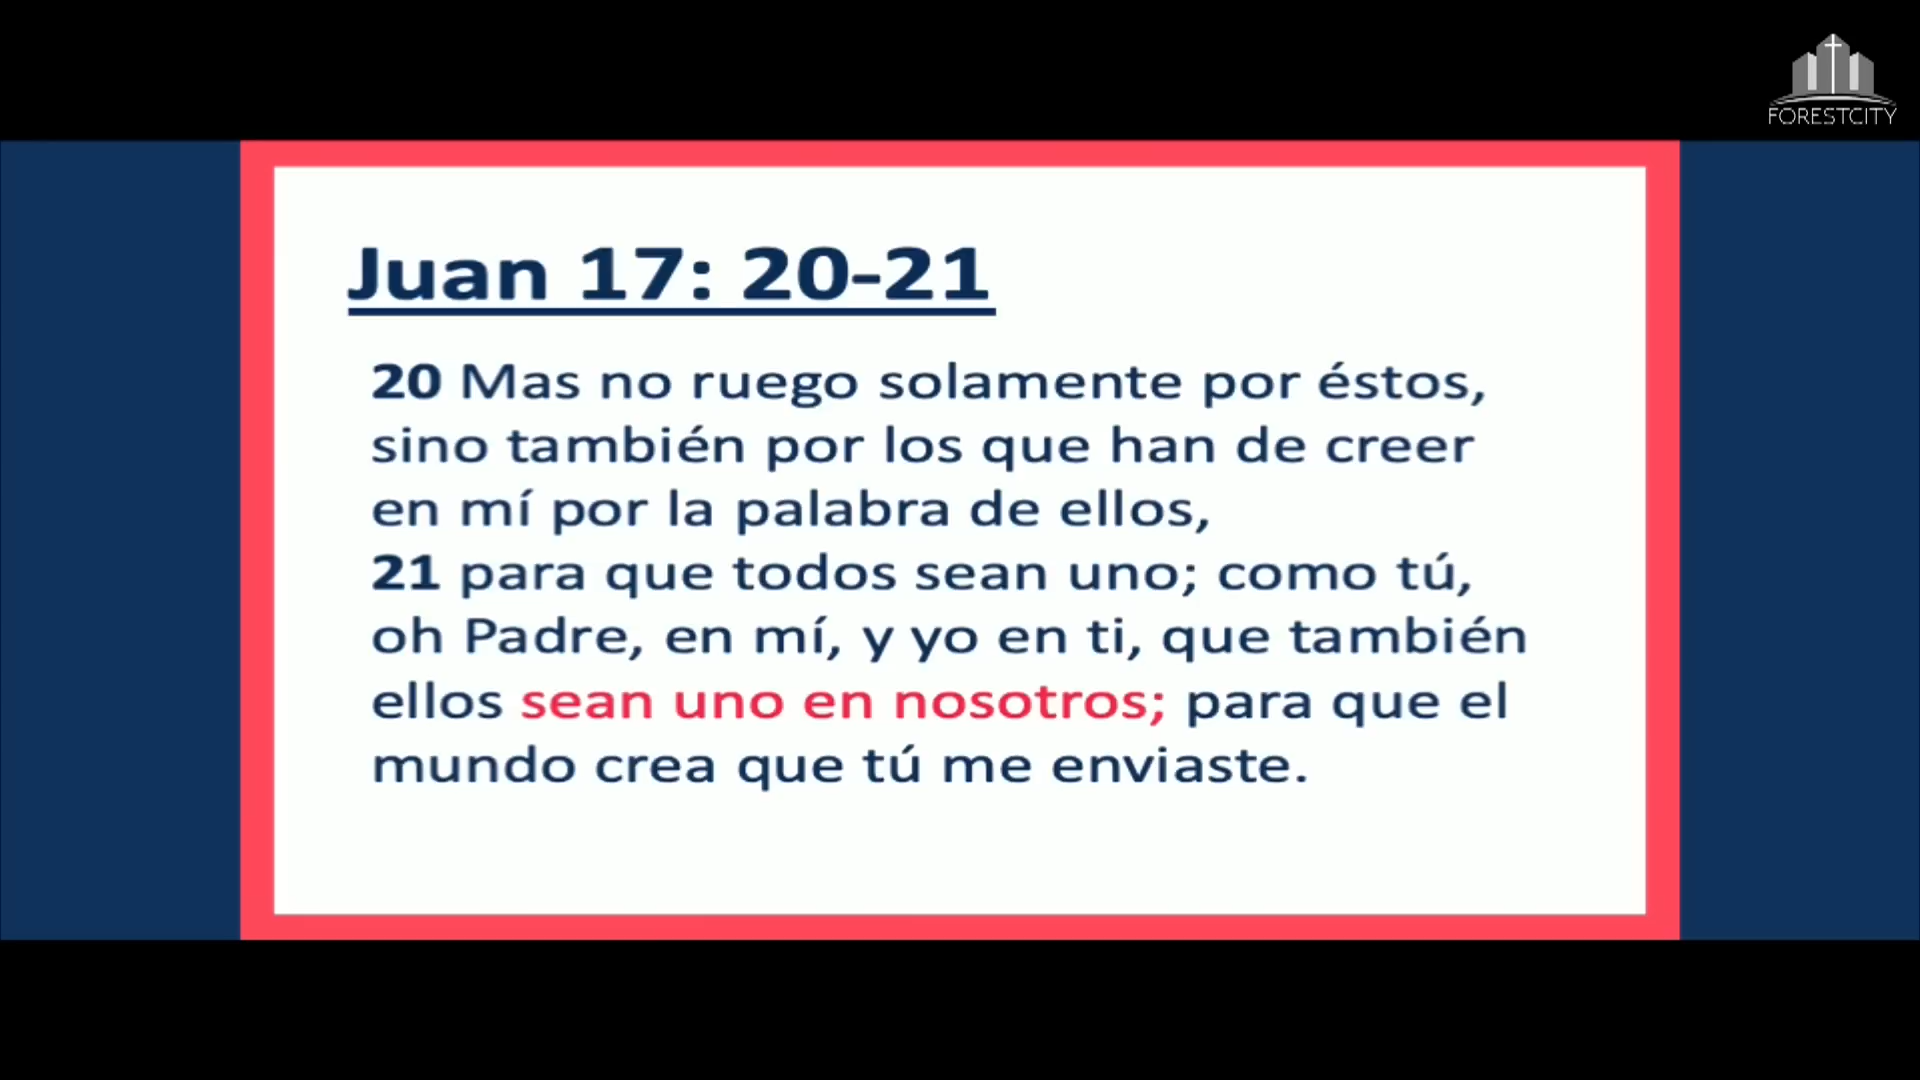 FORESTCITY
Juan 17: 20-21
20 Mas no ruego solamente por éstos,
sino también por los que han de creer
en mí por la palabra de ellos,
21 para que todos sean uno; como tú,
oh Padre, en mí, y yo en ti, que también
ellos sean uno en nosotros; para que el
mundo crea que tú me enviaste.